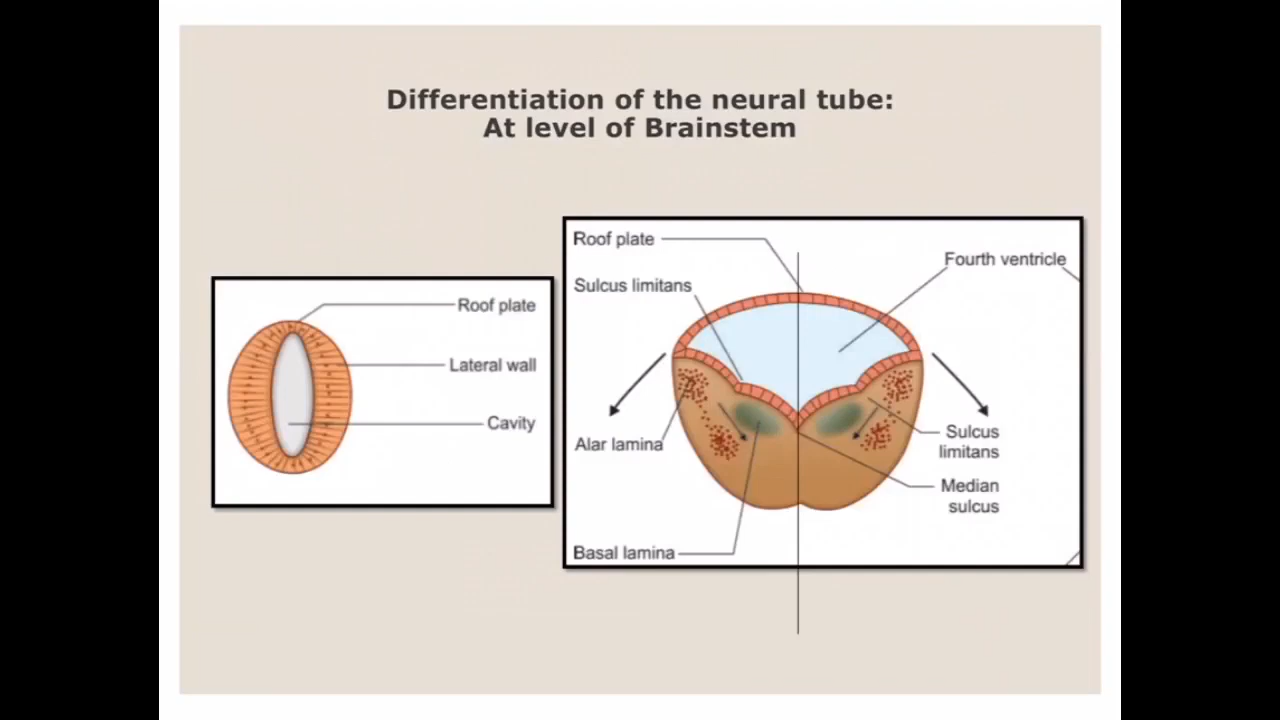 Differentiation of the neural tube:
At level of Brainstem
Roof plate
Lateral wall
Cavity
Roof plate
Sulcus limitans
Fourth ventricle
Alar lamina
Sulcus
limitans
Median
sulcus
Basal lamina